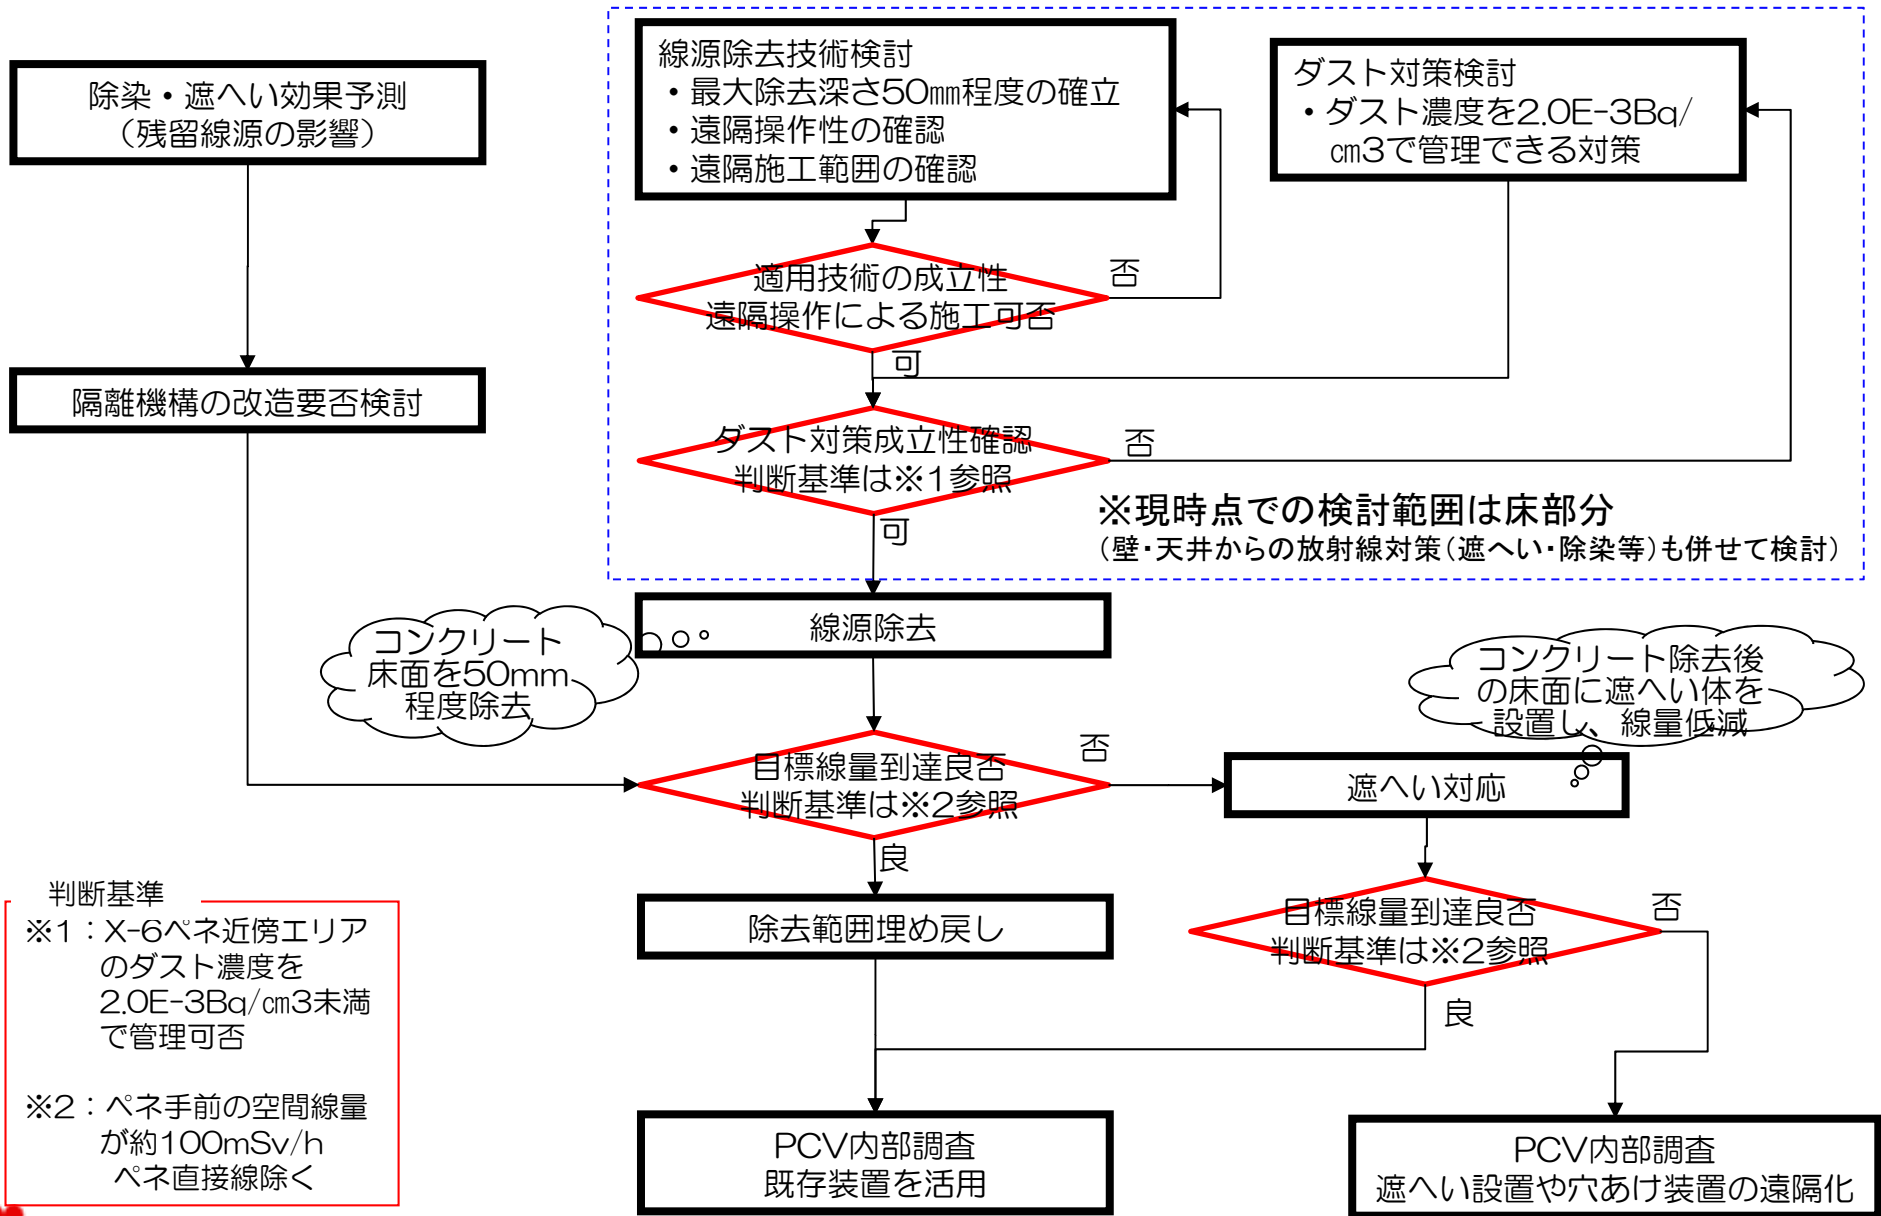 除染・遮へい効果予測
（残留線源の影響）
隔離機構の改造要否検討
線源除去技術検討
・最大除去深さ50㎜程度の確立
・遠隔操作性の確認
・遠隔施工範囲の確認
ダスト対策検討
・ダスト濃度を2.0E-3Bq/
㎝3で管理できる対策
適用技術の成立性
遠隔操作による施工可否
否
可
ダスト対策成立性確認
判断基準は※1参照
否
可
※現時点での検討範囲は床部分
（壁・天井からの放射線対策（遮へい・除染等）も併せて検討）
線源除去
コンクリート
床面を50mm
程度除去
コンクリート除去後
の床面に遮へい体を
設置し、線量低減
目標線量到達良否
判断基準は※2参照
否
良
遮へい対応
除去範囲埋め戻し
目標線量到達良否
判断基準は※2参照
否
良
判断基準
※1：X-6ペネ近傍エリア
のダスト濃度を
2.0E-3Bq/㎝3未満
で管理可否
※2：ペネ手前の空間線量
が約100mSv/h
ペネ直接線除く
PCV内部調査
既存装置を活用
PCV内部調査
遮へい設置や穴あけ装置の遠隔化